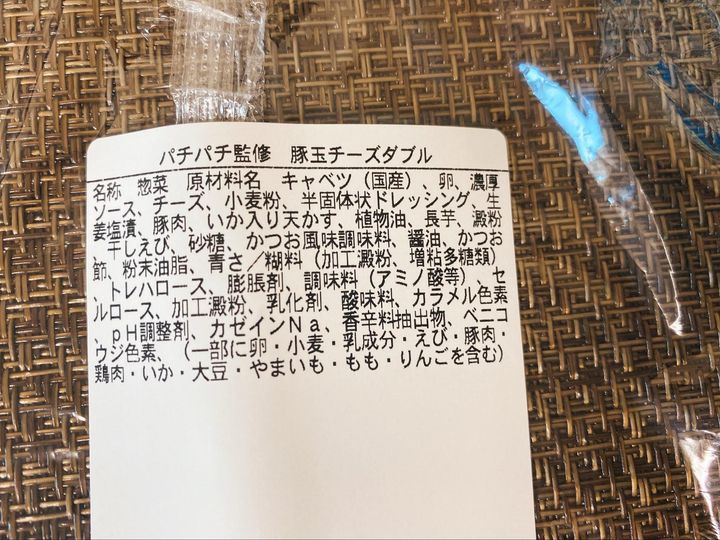 パチパチ監修 豚玉チーズダブル
名称 惣菜 原材料名 キャベツ(国産)、卵、濃厚
ソース、チーズ、小麦粉、半固体状ドレッシング、生
姜塩漬、豚肉、いか入り天かす、植物油、長芋、澱粉
、干しえび、砂糖、かつお風味調味料、醤油、かつお
節、粉末油脂、青さ/糊料(加工澱粉、増粘多糖類)
、トレハロース、膨脹剤、調味料(アミノ酸等)、セ
ルロース、加工澱粉、乳化剤、酸味料、カラメル色素
、pH調整剤、カゼインNa、香辛料抽出物、ベニコ
ウジ色素、(一部に卵・小麦・乳成分・えび・豚肉・
鶏肉・いか・大豆・やまいも・もも・りんごを含む)